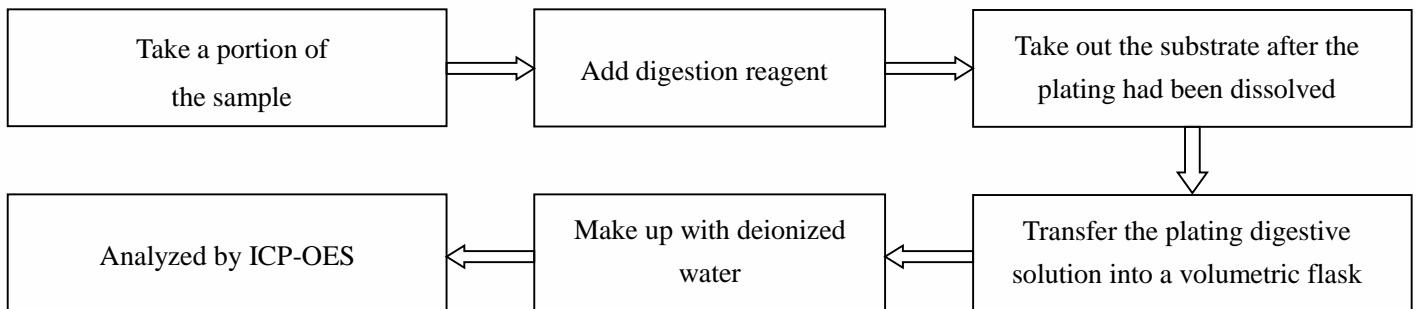 Take a portion of
the sample
Add digestion reagent
Take out the substrate after the
plating had been dissolved
Transfer the plating digestive
solution into a volumetric flask
Make up with deionized
water
Analyzed by ICP-OES